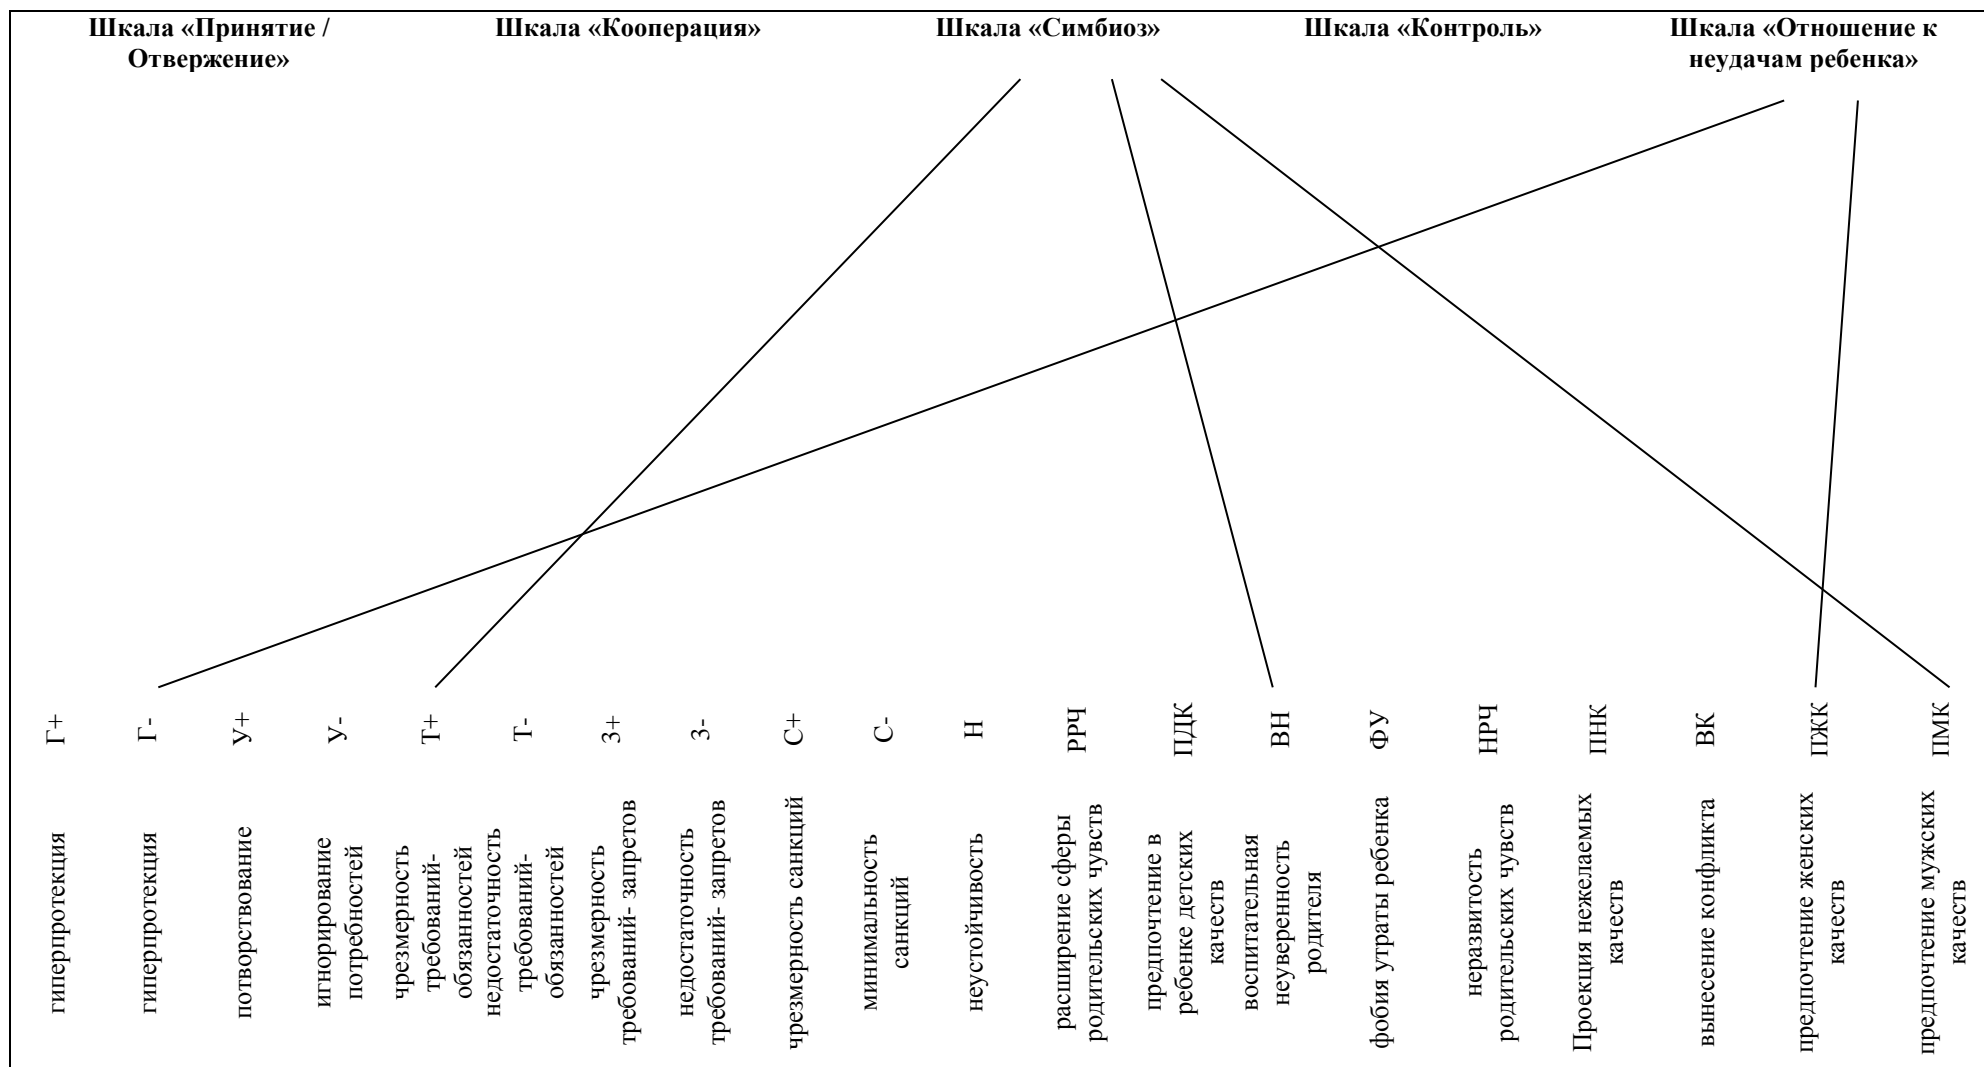 Шкала «Принятие /
Отвержение»
Шкала «Кооперация»
Шкала «Симбиоз»
Шкала «Контроль»
Шкала «Отношение к
неудачам ребенка»
Г+
Г-
У+
У-
Т+
Т-
З+
З-
С+
С-
Н
РРЧ
ПДК
ВН
ФУ
НРЧ
ПНК
ВК
ПЖК
ПМК
гиперпротекция
гиперпротекция
потворствование
игнорирование
потребностей
чрезмерность
требований-
обязанностей
недостаточность
требований-
обязанностей
чрезмерность
требований- запретов
недостаточность
требований- запретов
чрезмерность санкций
минимальность
санкций
неустойчивость
расширение сферы
родительских чувств
предпочтение в
ребенке детских
качеств
воспитательная
неуверенность
родителя
фобия утраты ребенка
неразвитость
родительских чувств
Проекция нежелаемых
качеств
вынесение конфликта
предпочтение женских
качеств
предпочтение мужских
качеств